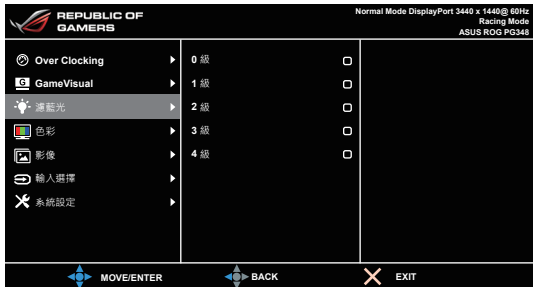 REPUBLIC OF
GAMERS
Normal Mode DisplayPort 3440 x 1440@ 60Hz
Racing Mode
ASUS ROG PG348
Over Clocking
GameVisual
濾藍光
色彩
影像
輸入選擇
系統設定
0 級
1 級
2 級
3 級
4 級
MOVE/ENTER
BACK
EXIT